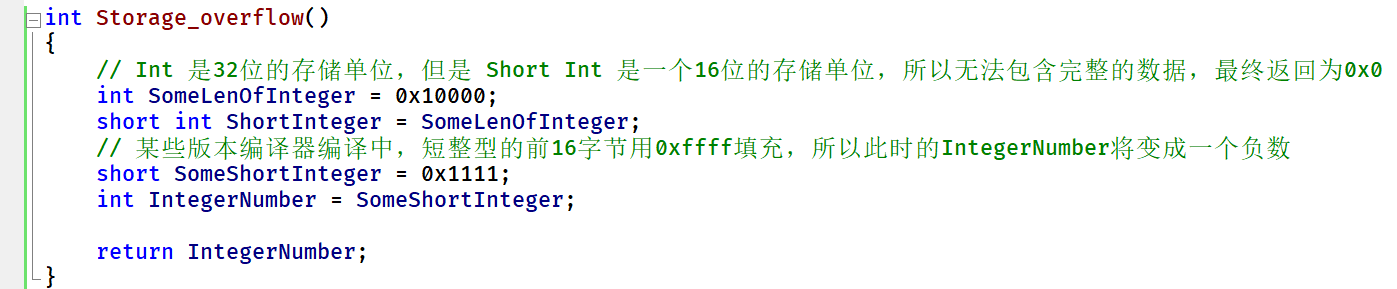 int Storage_overflow()
{
    // Int 是32位的存储单位，但是 Short Int 是一个16位的存储单位，所以无法包含完整的数据，最终返回为0x0
    int SomeLenOfInteger = 0x10000;
    short int ShortInteger = SomeLenOfInteger;
    // 某些版本编译器编译中，短整型的前16字节用0xffff填充，所以此时的IntegerNumber将变成一个负数
    short SomeShortInteger = 0x1111;
    int IntegerNumber = SomeShortInteger;
    return IntegerNumber;
}